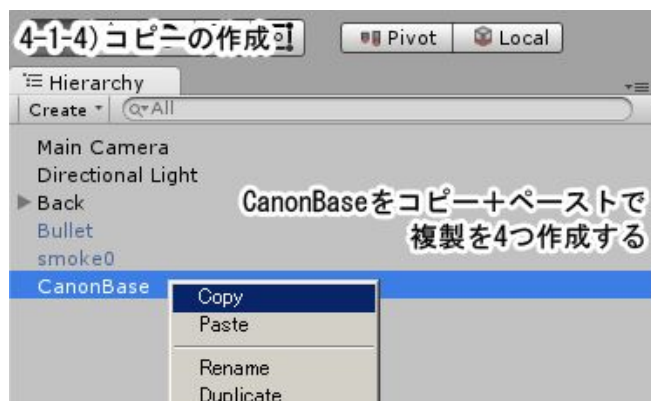 4-1-4)コピーの作成
Pivot Local
Hierarchy
Create All
Main Camera
Directional Light
Back
CanonBaseをコピー＋ペーストで
Bullet
複製を4つ作成する
smoke0
CanonBase
Copy
Paste
Rename
Duplicate